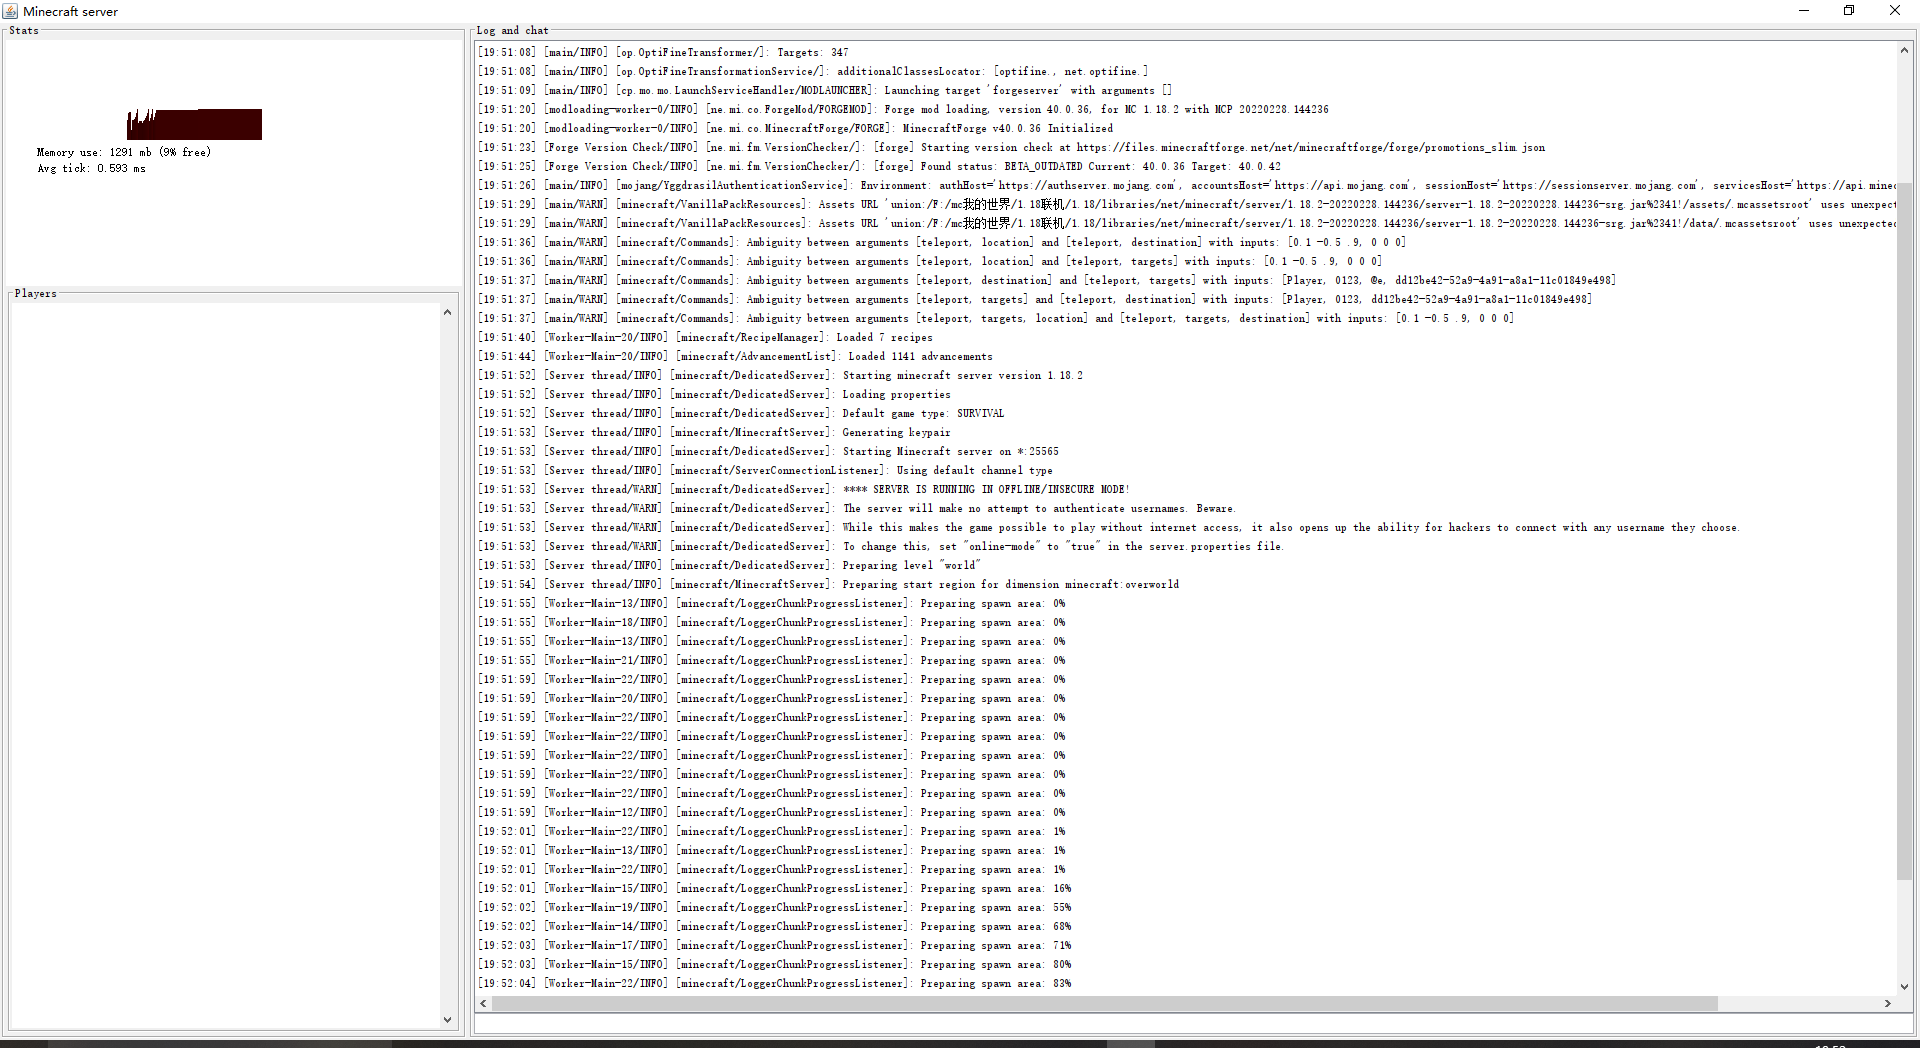 Minecraft server
Stats
Memory use: 1291 mb (9% free)
Avg tick: 0.593 ms
Players
Log and chat
[19:51:08] [main/INFO] [op.OptiFineTransformer/]: Targets: 347
[19:51:08] [main/INFO] [op.OptiFineTransformationService/]: additionalClassesLocator: [optifine., net.optifine.]
[19:51:09] [main/INFO] [cp.mo.mo.LaunchServiceHandler/MODLAUNCHER]: Launching target 'forgeserver' with arguments []
[19:51:20] [modloading-worker-0/INFO] [ne.mi.co.ForgeMod/FORGEMOD]: Forge mod loading, version 40.0.36, for MC 1.18.2 with MCP 20220228.144236
[19:51:20] [modloading-worker-0/INFO] [ne.mi.co.MinecraftForge/FORGE]: MinecraftForge v40.0.36 Initialized
[19:51:23] [Forge Version Check/INFO] [ne.mi.fm.VersionChecker/]: [forge] Starting version check at https://files.minecraftforge.net/net/minecraftforge/forge/promotions_slim.json
[19:51:25] [Forge Version Check/INFO] [ne.mi.fm.VersionChecker/]: [forge] Found status: BETA_OUTDATED Current: 40.0.36 Target: 40.0.42
[19:51:26] [main/INFO] [mojang/YggdrasilAuthenticationService]: Environment: authHost='https://authserver.mojang.com', accountsHost='https://api.mojang.com', sessionHost='https://sessionserver.mojang.com', servicesHost='https://api.minec
[19:51:29] [main/WARN] [minecraft/VanillaPackResources]: Assets URL 'union:/F:/mc我的世界/1.18联机/1.18/libraries/net/minecraft/server/1.18.2-20220228.144236/server-1.18.2-20220228.144236-srg.jar%2341!/assets/.mcassetsroot' uses unexpect
[19:51:29] [main/WARN] [minecraft/VanillaPackResources]: Assets URL 'union:/F:/mc我的世界/1.18联机/1.18/libraries/net/minecraft/server/1.18.2-20220228.144236/server-1.18.2-20220228.144236-srg.jar%2341!/data/.mcassetsroot' uses unexpected
[19:51:36] [main/WARN] [minecraft/Commands]: Ambiguity between arguments [teleport, location] and [teleport, destination] with inputs: [0.1 -0.5 .9, 0 0 0]
[19:51:36] [main/WARN] [minecraft/Commands]: Ambiguity between arguments [teleport, location] and [teleport, targets] with inputs: [0.1 -0.5 .9, 0 0 0]
[19:51:37] [main/WARN] [minecraft/Commands]: Ambiguity between arguments [teleport, destination] and [teleport, targets] with inputs: [Player, 0123, @e, dd12be42-52a9-4a91-a8a1-11c01849e498]
[19:51:37] [main/WARN] [minecraft/Commands]: Ambiguity between arguments [teleport, targets] and [teleport, destination] with inputs: [Player, 0123, dd12be42-52a9-4a91-a8a1-11c01849e498]
[19:51:37] [main/WARN] [minecraft/Commands]: Ambiguity between arguments [teleport, targets, location] and [teleport, targets, destination] with inputs: [0.1 -0.5 .9, 0 0 0]
[19:51:40] [Worker-Main-20/INFO] [minecraft/RecipeManager]: Loaded 7 recipes
[19:51:44] [Worker-Main-20/INFO] [minecraft/AdvancementList]: Loaded 1141 advancements
[19:51:52] [Server thread/INFO] [minecraft/DedicatedServer]: Starting minecraft server version 1.18.2
[19:51:52] [Server thread/INFO] [minecraft/DedicatedServer]: Loading properties
[19:51:52] [Server thread/INFO] [minecraft/DedicatedServer]: Default game type: SURVIVAL
[19:51:53] [Server thread/INFO] [minecraft/MinecraftServer]: Generating keypair
[19:51:53] [Server thread/INFO] [minecraft/DedicatedServer]: Starting Minecraft server on *:25565
[19:51:53] [Server thread/INFO] [minecraft/ServerConnectionListener]: Using default channel type
[19:51:53] [Server thread/WARN] [minecraft/DedicatedServer]: **** SERVER IS RUNNING IN OFFLINE/INSECURE MODE!
[19:51:53] [Server thread/WARN] [minecraft/DedicatedServer]: The server will make no attempt to authenticate usernames. Beware.
[19:51:53] [Server thread/WARN] [minecraft/DedicatedServer]: While this makes the game possible to play without internet access, it also opens up the ability for hackers to connect with any username they choose.
[19:51:53] [Server thread/WARN] [minecraft/DedicatedServer]: To change this, set "online-mode" to "true" in the server.properties file.
[19:51:53] [Server thread/INFO] [minecraft/DedicatedServer]: Preparing level "world"
[19:51:54] [Server thread/INFO] [minecraft/MinecraftServer]: Preparing start region for dimension minecraft:overworld
[19:51:55] [Worker-Main-13/INFO] [minecraft/LoggerChunkProgressListener]: Preparing spawn area: 0%
[19:51:55] [Worker-Main-18/INFO] [minecraft/LoggerChunkProgressListener]: Preparing spawn area: 0%
[19:51:55] [Worker-Main-13/INFO] [minecraft/LoggerChunkProgressListener]: Preparing spawn area: 0%
[19:51:55] [Worker-Main-21/INFO] [minecraft/LoggerChunkProgressListener]: Preparing spawn area: 0%
[19:51:59] [Worker-Main-22/INFO] [minecraft/LoggerChunkProgressListener]: Preparing spawn area: 0%
[19:51:59] [Worker-Main-20/INFO] [minecraft/LoggerChunkProgressListener]: Preparing spawn area: 0%
[19:51:59] [Worker-Main-22/INFO] [minecraft/LoggerChunkProgressListener]: Preparing spawn area: 0%
[19:51:59] [Worker-Main-22/INFO] [minecraft/LoggerChunkProgressListener]: Preparing spawn area: 0%
[19:51:59] [Worker-Main-22/INFO] [minecraft/LoggerChunkProgressListener]: Preparing spawn area: 0%
[19:51:59] [Worker-Main-22/INFO] [minecraft/LoggerChunkProgressListener]: Preparing spawn area: 0%
[19:51:59] [Worker-Main-22/INFO] [minecraft/LoggerChunkProgressListener]: Preparing spawn area: 0%
[19:51:59] [Worker-Main-12/INFO] [minecraft/LoggerChunkProgressListener]: Preparing spawn area: 0%
[19:52:01] [Worker-Main-22/INFO] [minecraft/LoggerChunkProgressListener]: Preparing spawn area: 1%
[19:52:01] [Worker-Main-13/INFO] [minecraft/LoggerChunkProgressListener]: Preparing spawn area: 1%
[19:52:01] [Worker-Main-22/INFO] [minecraft/LoggerChunkProgressListener]: Preparing spawn area: 1%
[19:52:01] [Worker-Main-15/INFO] [minecraft/LoggerChunkProgressListener]: Preparing spawn area: 16%
[19:52:02] [Worker-Main-19/INFO] [minecraft/LoggerChunkProgressListener]: Preparing spawn area: 55%
[19:52:02] [Worker-Main-14/INFO] [minecraft/LoggerChunkProgressListener]: Preparing spawn area: 68%
[19:52:03] [Worker-Main-17/INFO] [minecraft/LoggerChunkProgressListener]: Preparing spawn area: 71%
[19:52:03] [Worker-Main-15/INFO] [minecraft/LoggerChunkProgressListener]: Preparing spawn area: 80%
[19:52:04] [Worker-Main-22/INFO] [minecraft/LoggerChunkProgressListener]: Preparing spawn area: 83%